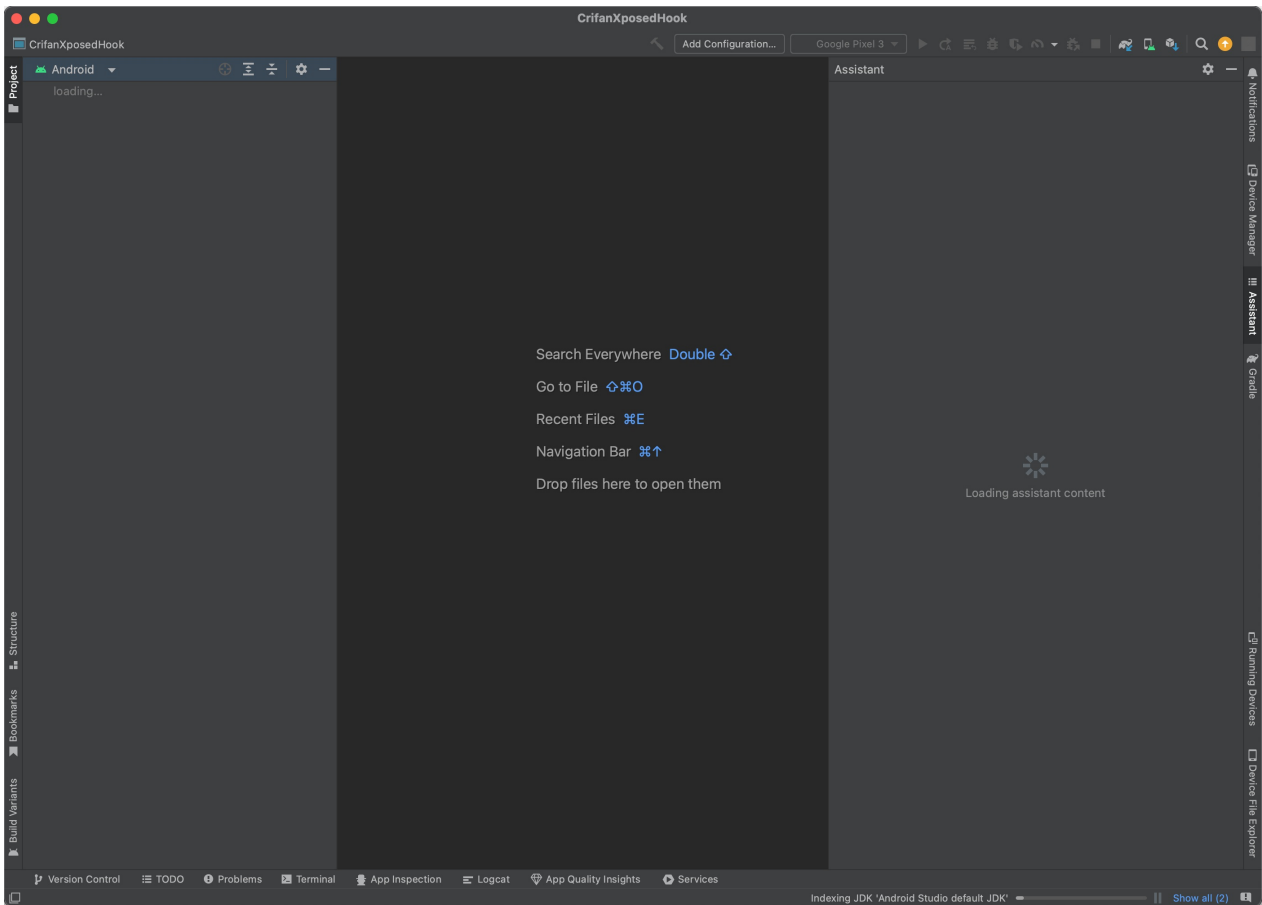 CrifanXposedHook
CrifanXposedHook
Add Configuration...
Google Pixel 3
Project
Android
loading...
Assistant
Notifications
Device Manager
Assistant
Gradle
Search Everywhere Double ⇧
Go to File ⇧⌘O
Recent Files ⌘E
Navigation Bar ⌘↑
Drop files here to open them
Loading assistant content
Structure
Bookmarks
Build Variants
Running Devices
Device File Explorer
Version Control TODO Problems Terminal App Inspection Logcat App Quality Insights Services
Indexing JDK 'Android Studio default JDK' Show all (2)